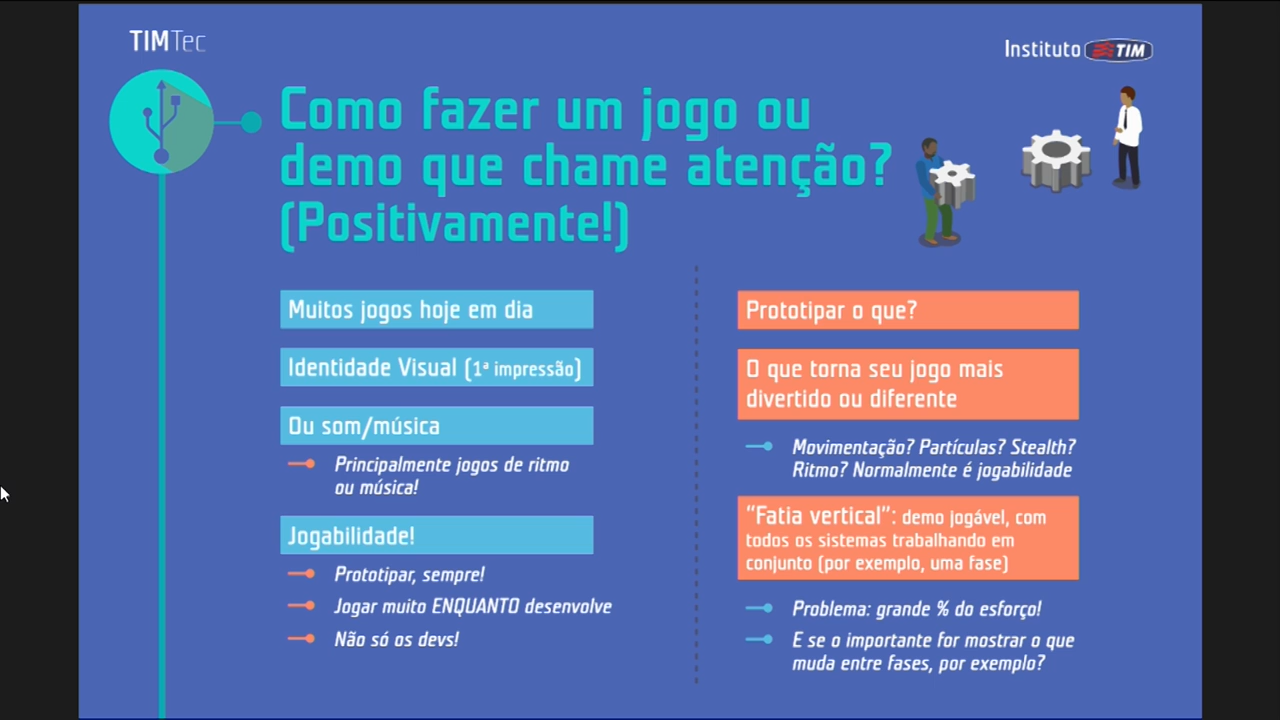 TIMTec
Instituto TIM
Como fazer um jogo ou
demo que chame atenção?
(Positivamente!)
Muitos jogos hoje em dia
Identidade Visual (1ª impressão)
Ou som/música
Principalmente jogos de ritmo
ou música!
Jogabilidade!
Prototipar, sempre!
Jogar muito ENQUANTO desenvolve
Não só os devs!
Prototipar o que?
O que torna seu jogo mais
divertido ou diferente
Movimentação? Partículas? Stealth?
Ritmo? Normalmente é jogabilidade
“Fatia vertical”: demo jogável, com
todos os sistemas trabalhando em
conjunto (por exemplo, uma fase)
Problema: grande % do esforço!
E se o importante for mostrar o que
muda entre fases, por exemplo?